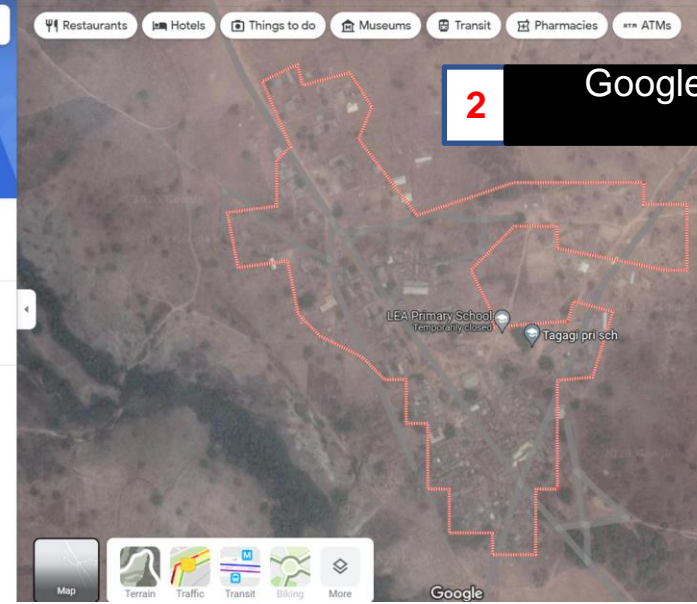 Restaurants
Hotels
Things to do
Museums
Transit
Pharmacies
ATM ATMs
2
Google
LEA Primary School
Temporarily closed
Tagagi pri sch
Map
Terrain
Traffic
M
Transit
Biking
More
Google